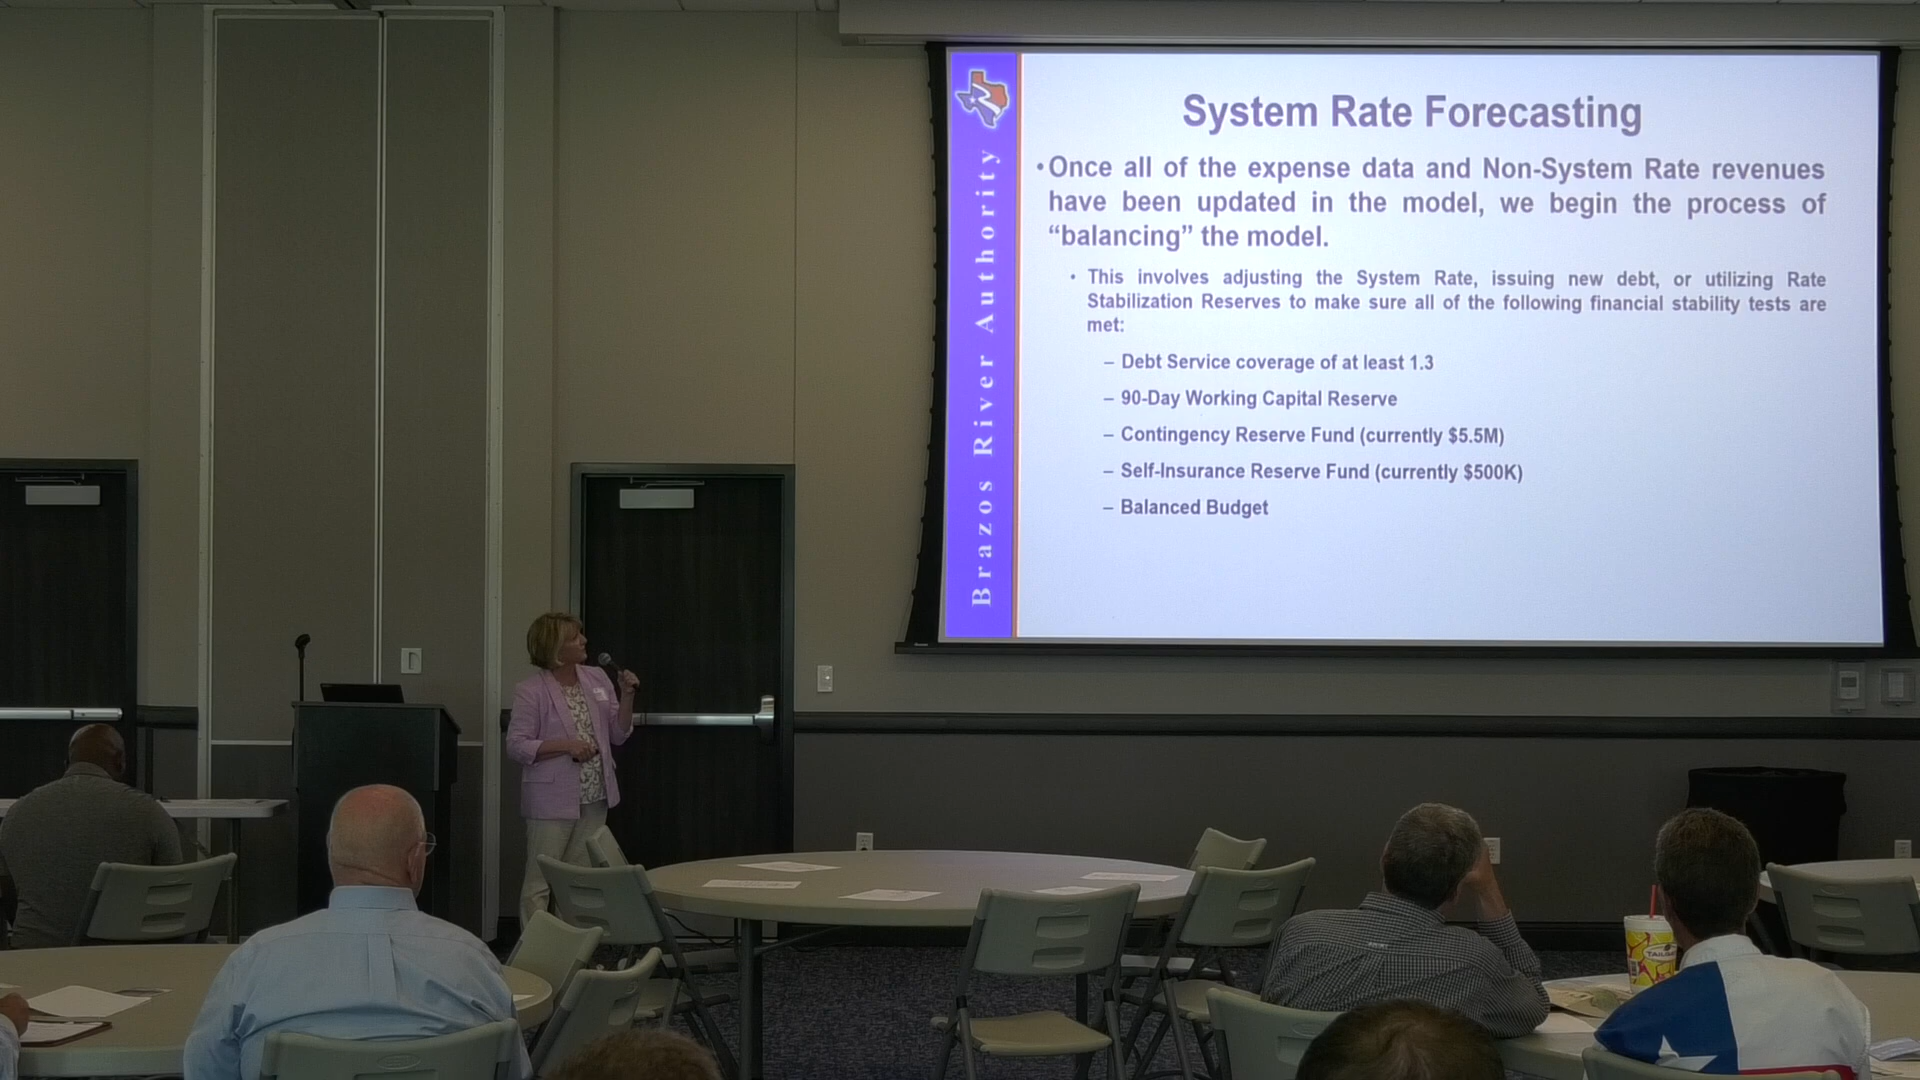 System Rate Forecasting
•Once all of the expense data and Non-System Rate revenues
have been updated in the model, we begin the process of
“balancing” the model.
• This involves adjusting the System Rate, issuing new debt, or utilizing Rate
Stabilization Reserves to make sure all of the following financial stability tests are
met:
– Debt Service coverage of at least 1.3
– 90-Day Working Capital Reserve
– Contingency Reserve Fund (currently $5.5M)
– Self-Insurance Reserve Fund (currently $500K)
– Balanced Budget
Brazos River Authority